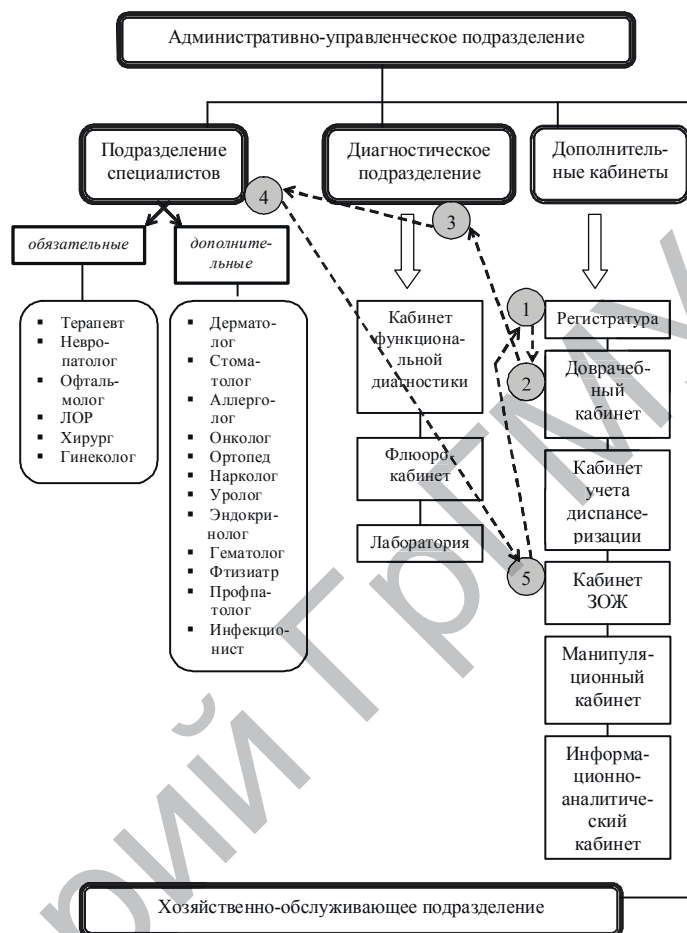 Административно-управленческое подразделение
Подразделение
специалистов
Диагностическое
подразделение
Дополнитель-
ные кабинеты
4
3
обязательные
дополните-
льные
▪ Терапевт
▪ Невро-
патолог
▪ Офталь-
молог
▪ ЛОР
▪ Хирург
▪ Гинеколог
▪ Дермато-
лог
▪ Стома-
толог
▪ Аллерго-
лог
▪ Онколог
▪ Ортопед
▪ Нарколог
▪ Уролог
▪ Эндокри-
нолог
▪ Гематолог
▪ Фтизиатр
▪ Профпа-
толог
▪ Инфекцио-
нист
Кабинет
функциона-
льной
диагностики
Флюоро-
кабинет
Лаборатория
1
2
5
Регистратура
Доврачеб-
ный
кабинет
Кабинет
учета
диспансе-
ризации
Кабинет
ЗОЖ
Манипуля-
ционный
кабинет
Информа-
ционно-
аналитиче-
ский
кабинет
Хозяйственно-обслуживающее подразделение
рий ГрГМУ